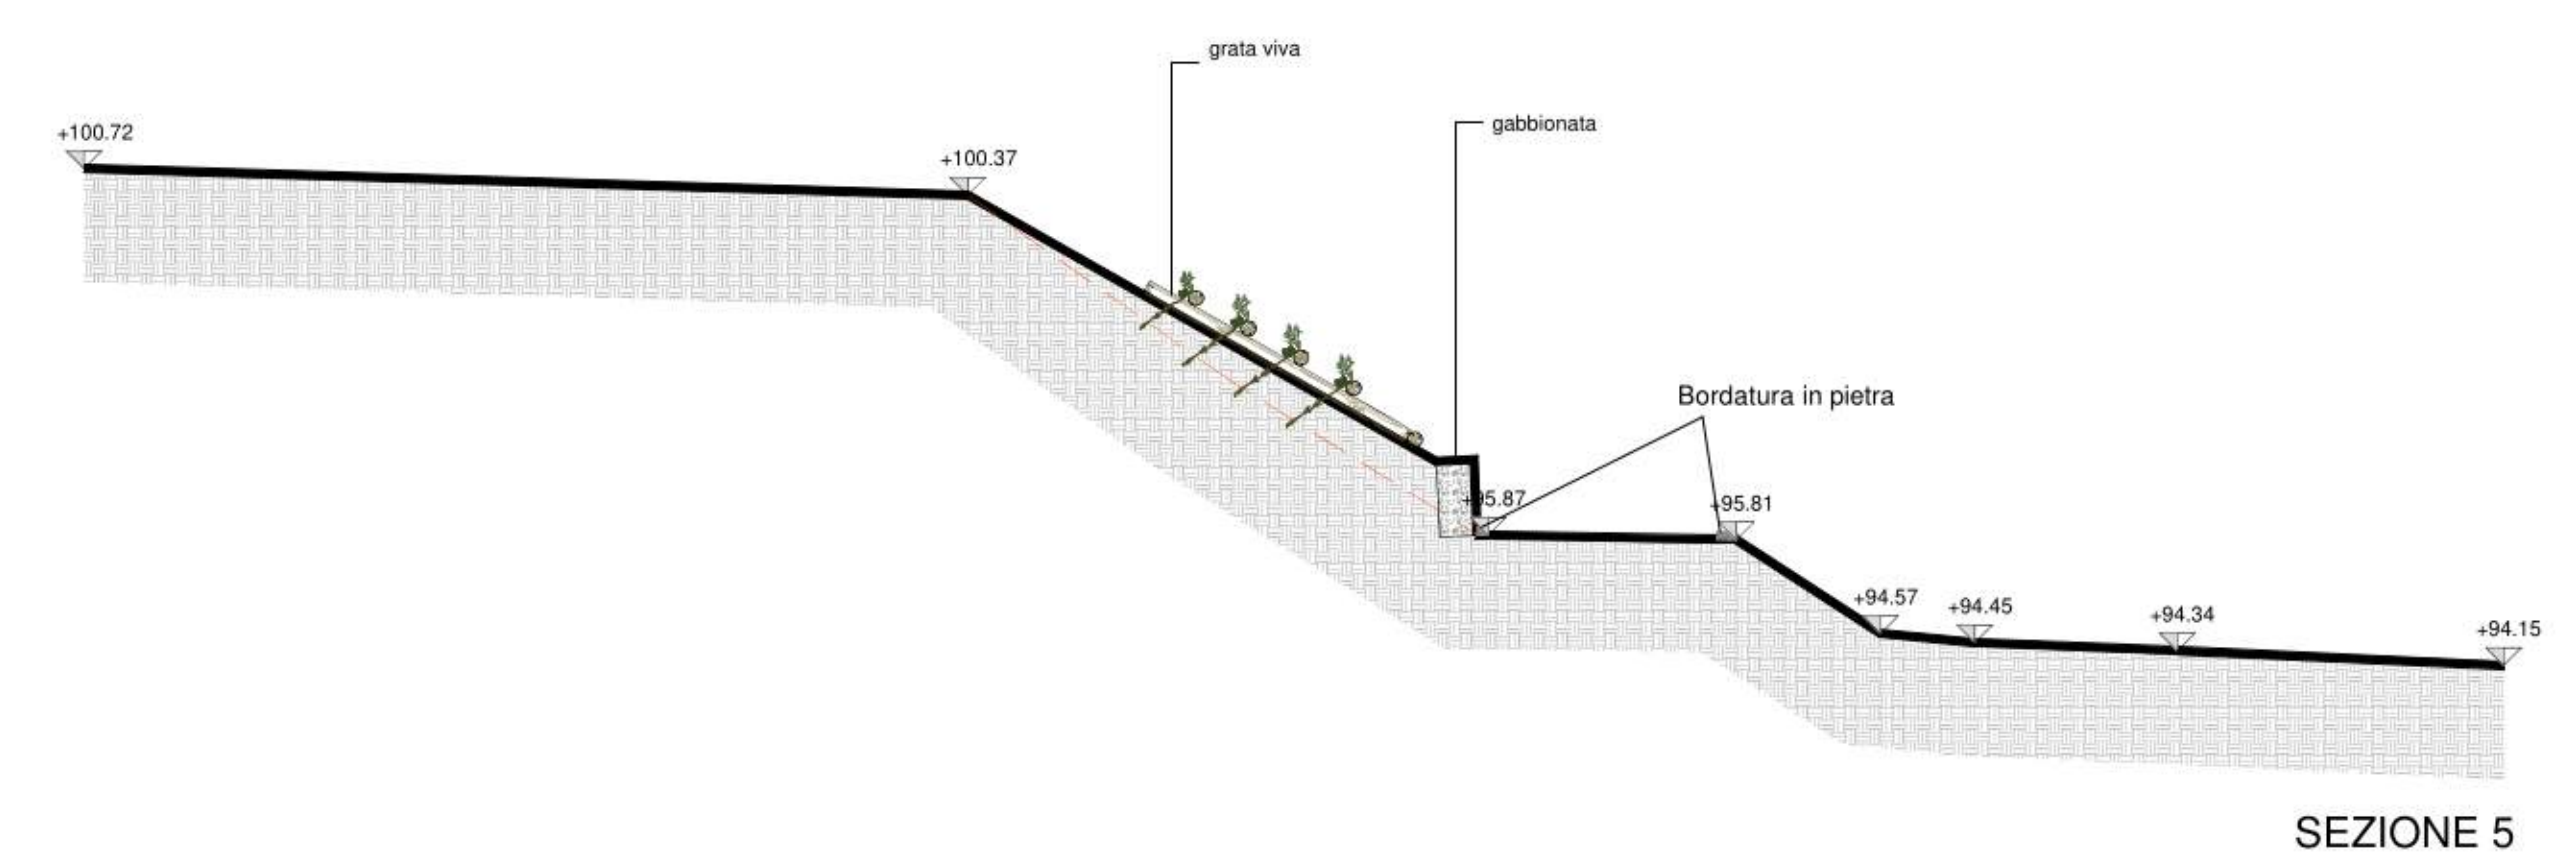 grata viva
gabbionata
+100.72
+100.37
Bordatura in pietra
+95.87
+95.81
+94.57
+94.45
+94.34
+94.15
SEZIONE 5